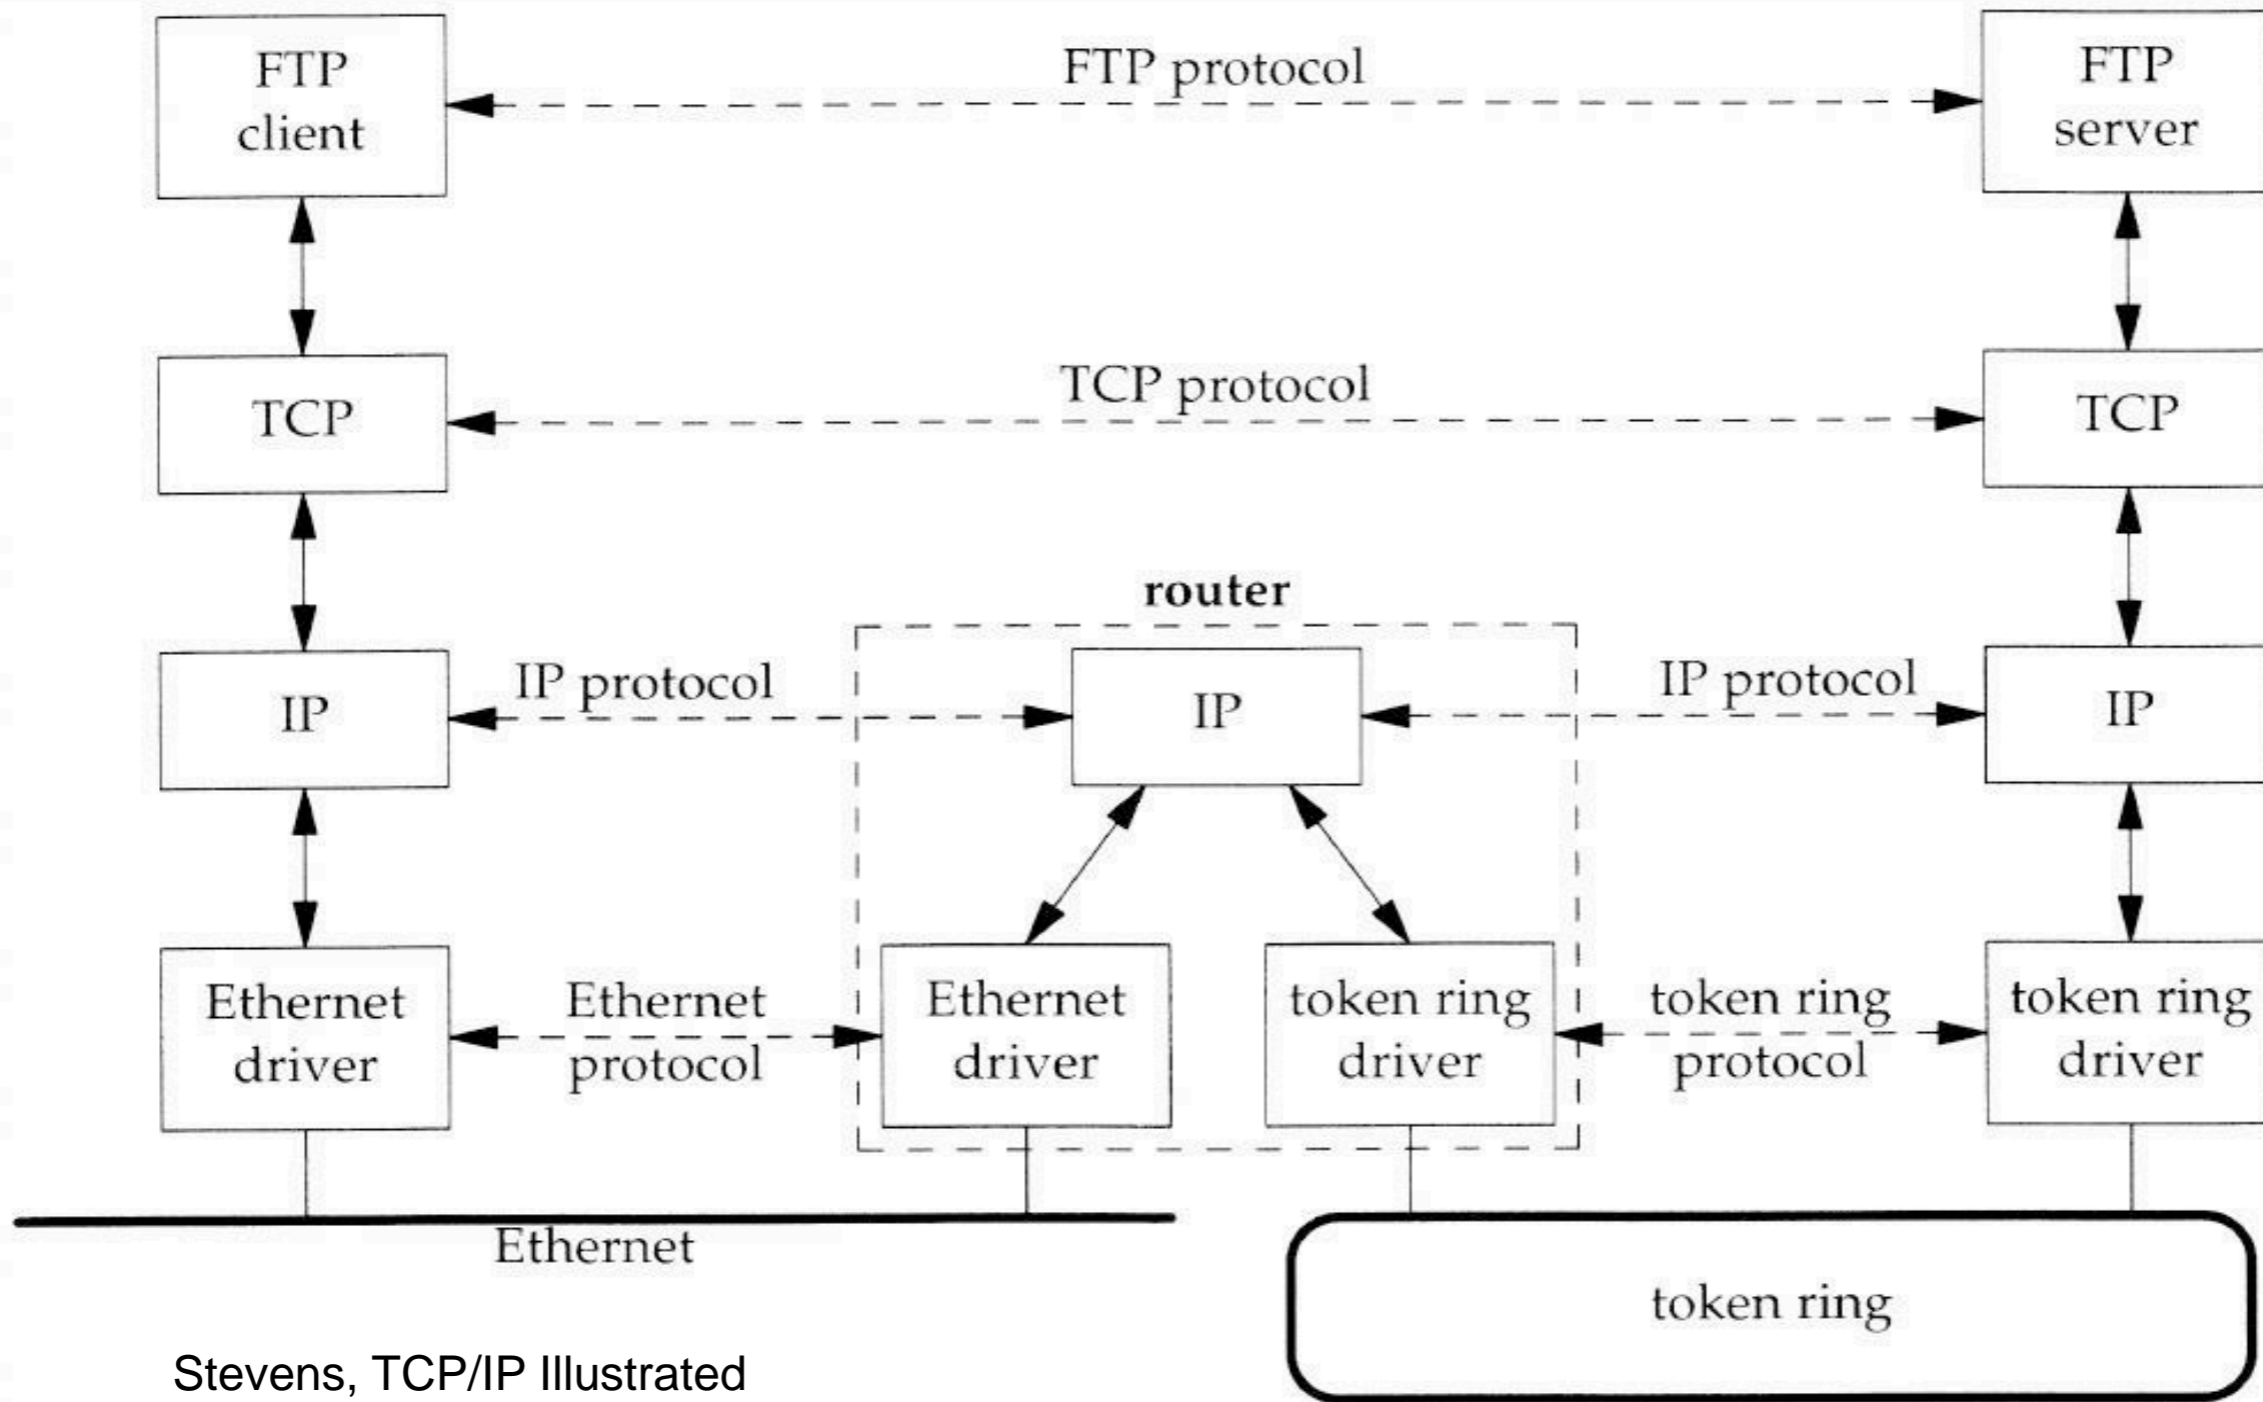 FTP
client
FTP protocol
FTP
server
TCP
TCP protocol
TCP
router
IP
IP protocol
IP
IP protocol
IP
Ethernet
driver
Ethernet
protocol
Ethernet
driver
token ring
driver
token ring
protocol
token ring
driver
Ethernet
token ring
Stevens, TCP/IP Illustrated